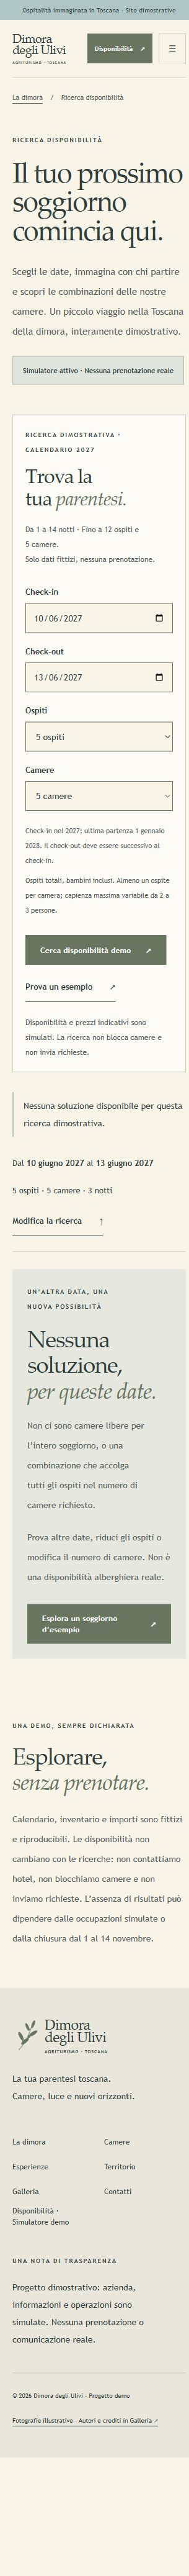 Ospitalità immaginata in Toscana · Sito dimostrativo
Dimora
degli Ulivi
AGRITURISMO · TOSCANA
Disponibilità ↗
☰
La dimora / Ricerca disponibilità
RICERCA DISPONIBILITÀ
Il tuo prossimo
soggiorno
comincia qui.
Scegli le date, immagina con chi partire
e scopri le combinazioni delle nostre
camere. Un piccolo viaggio nella Toscana
della dimora, interamente dimostrativo.
Simulatore attivo · Nessuna prenotazione reale
RICERCA DIMOSTRATIVA ·
CALENDARIO 2027
Trova la
tua parentesi.
Da 1 a 14 notti · Fino a 12 ospiti e
5 camere.
Solo dati fittizi, nessuna prenotazione.
Check-in
10/06/2027
Check-out
13/06/2027
Ospiti
5 ospiti
Camere
5 camere
Check-in nel 2027; ultima partenza 1 gennaio
2028. Il check-out deve essere successivo al
check-in.
Ospiti totali, bambini inclusi. Almeno un ospite
per camera; capienza massima variabile da 2 a
3 persone.
Cerca disponibilità demo ↗
Prova un esempio ↗
Disponibilità e prezzi indicativi sono
simulati. La ricerca non blocca camere e
non invia richieste.
Nessuna soluzione disponibile per questa
ricerca dimostrativa.
Dal 10 giugno 2027 al 13 giugno 2027
5 ospiti · 5 camere · 3 notti
Modifica la ricerca ↑
UN'ALTRA DATA, UNA
NUOVA POSSIBILITÀ
Nessuna
soluzione,
per queste date.
Non ci sono camere libere per
l'intero soggiorno, o una
combinazione che accolga
tutti gli ospiti nel numero di
camere richiesto.
Prova altre date, riduci gli ospiti o
modifica il numero di camere. Non è
una disponibilità alberghiera reale.
Esplora un soggiorno
d'esempio ↗
UNA DEMO, SEMPRE DICHIARATA
Esplorare,
senza prenotare.
Calendario, inventario e importi sono fittizi
e riproducibili. Le disponibilità non
cambiano con le ricerche: non contattiamo
hotel, non blocchiamo camere e non
inviamo richieste. L'assenza di risultati può
dipendere dalle occupazioni simulate o
dalla chiusura dal 1 al 14 novembre.
Dimora
degli Ulivi
AGRITURISMO · TOSCANA
La tua parentesi toscana.
Camere, luce e nuovi orizzonti.
La dimora
Camere
Esperienze
Territorio
Galleria
Contatti
Disponibilità ·
Simulatore demo
UNA NOTA DI TRASPARENZA
Progetto dimostrativo: azienda,
informazioni e operazioni sono
simulate. Nessuna prenotazione o
comunicazione reale.
© 2026 Dimora degli Ulivi · Progetto demo
Fotografie illustrative · Autori e crediti in Galleria ↗